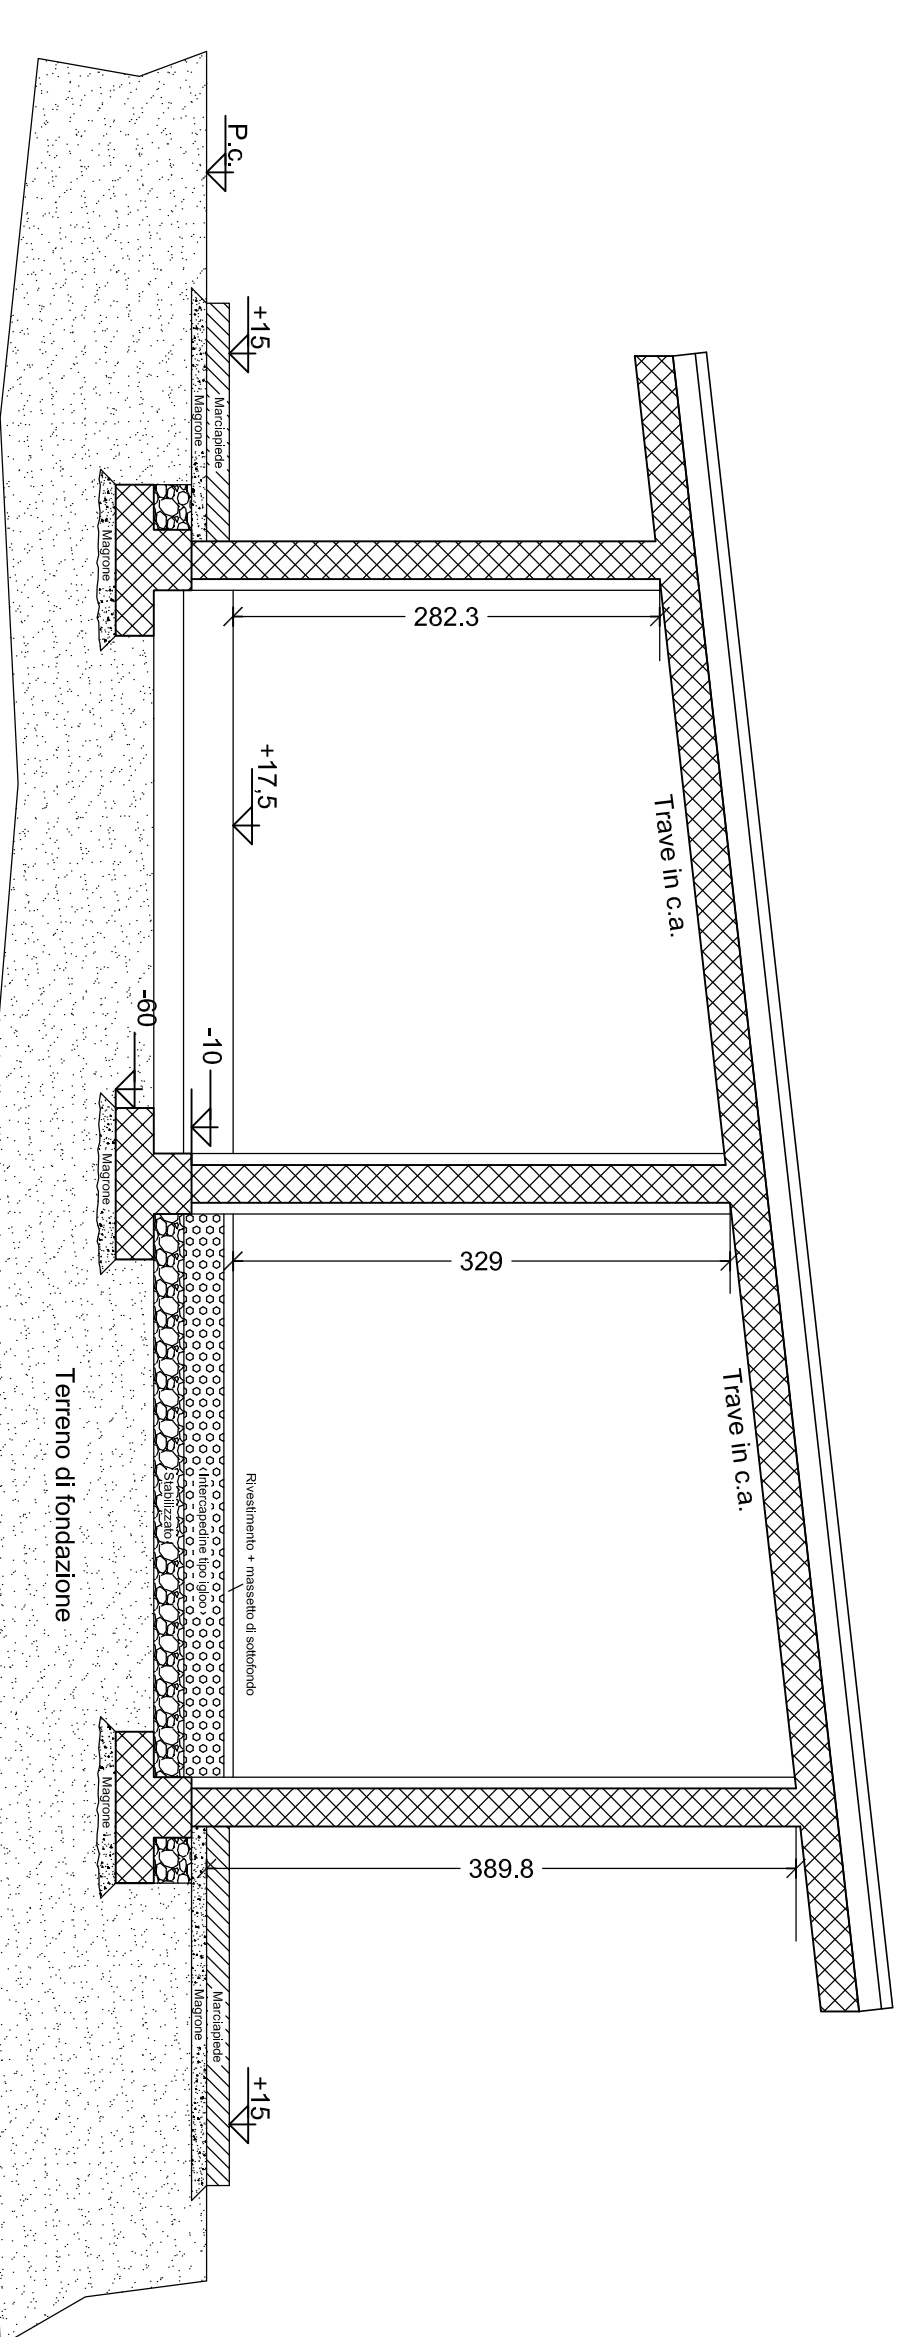 P.c.
+15
Marciapiede
Magrone
Magrone
282.3
+17,5
Trave in c.a.
-60
-10
Magrone
329
Trave in c.a.
Rivestimento + massetto di sottofondo
Intercapedine tipo igloo
Stabilizzato
Terreno di fondazione
Magrone
389.8
Marciapiede
Magrone
+15